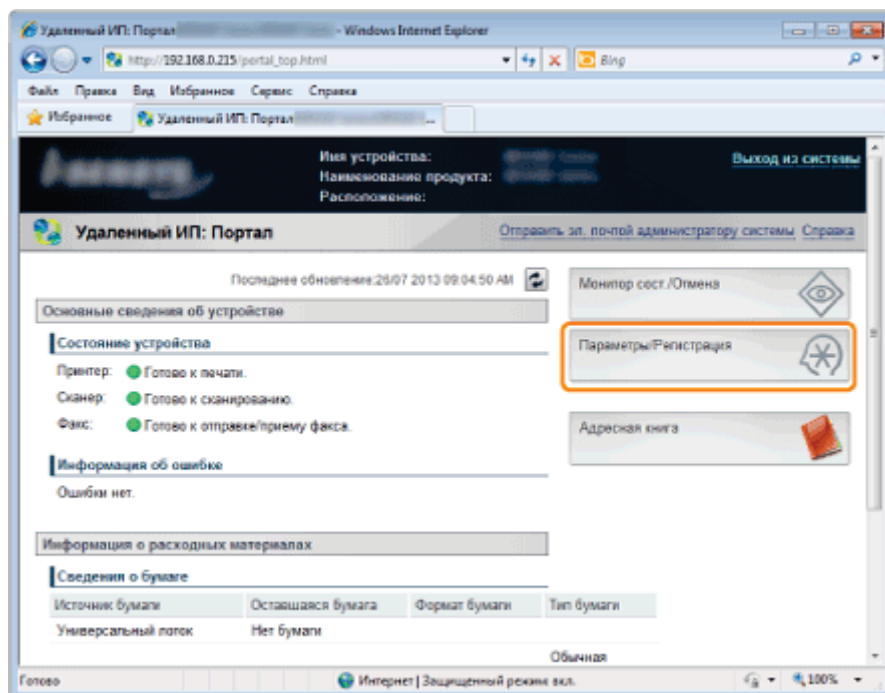 Удаленный ИП: Портал - Windows Internet Explorer
http://192.168.0.215/portal_top.html
Bing
Файл Правка Вид Избранное Сервис Справка
Избранное Удаленный ИП: Портал ...
Имя устройства:
Наименование продукта:
Расположение:
Выход из системы
Удаленный ИП: Портал
Отправить эл. почтой администратору системы Справка
Последнее обновление:26/07 2013 09:04:50 AM
Основные сведения об устройстве
Состояние устройства
Принтер: Готово к печати.
Сканер: Готово к сканированию.
Факс: Готово к отправке/приему факса.
Информация об ошибке
Ошибки нет.
Информация о расходных материалах
Сведения о бумаге
Источник бумаги Оставшаяся бумага Формат бумаги Тип бумаги
Универсальный лоток Нет бумаги
Обычная
Монитор сост./Отмена
Параметры/Регистрация
Адресная книга
Готово Интернет | Защищенный режим вкл. 100%